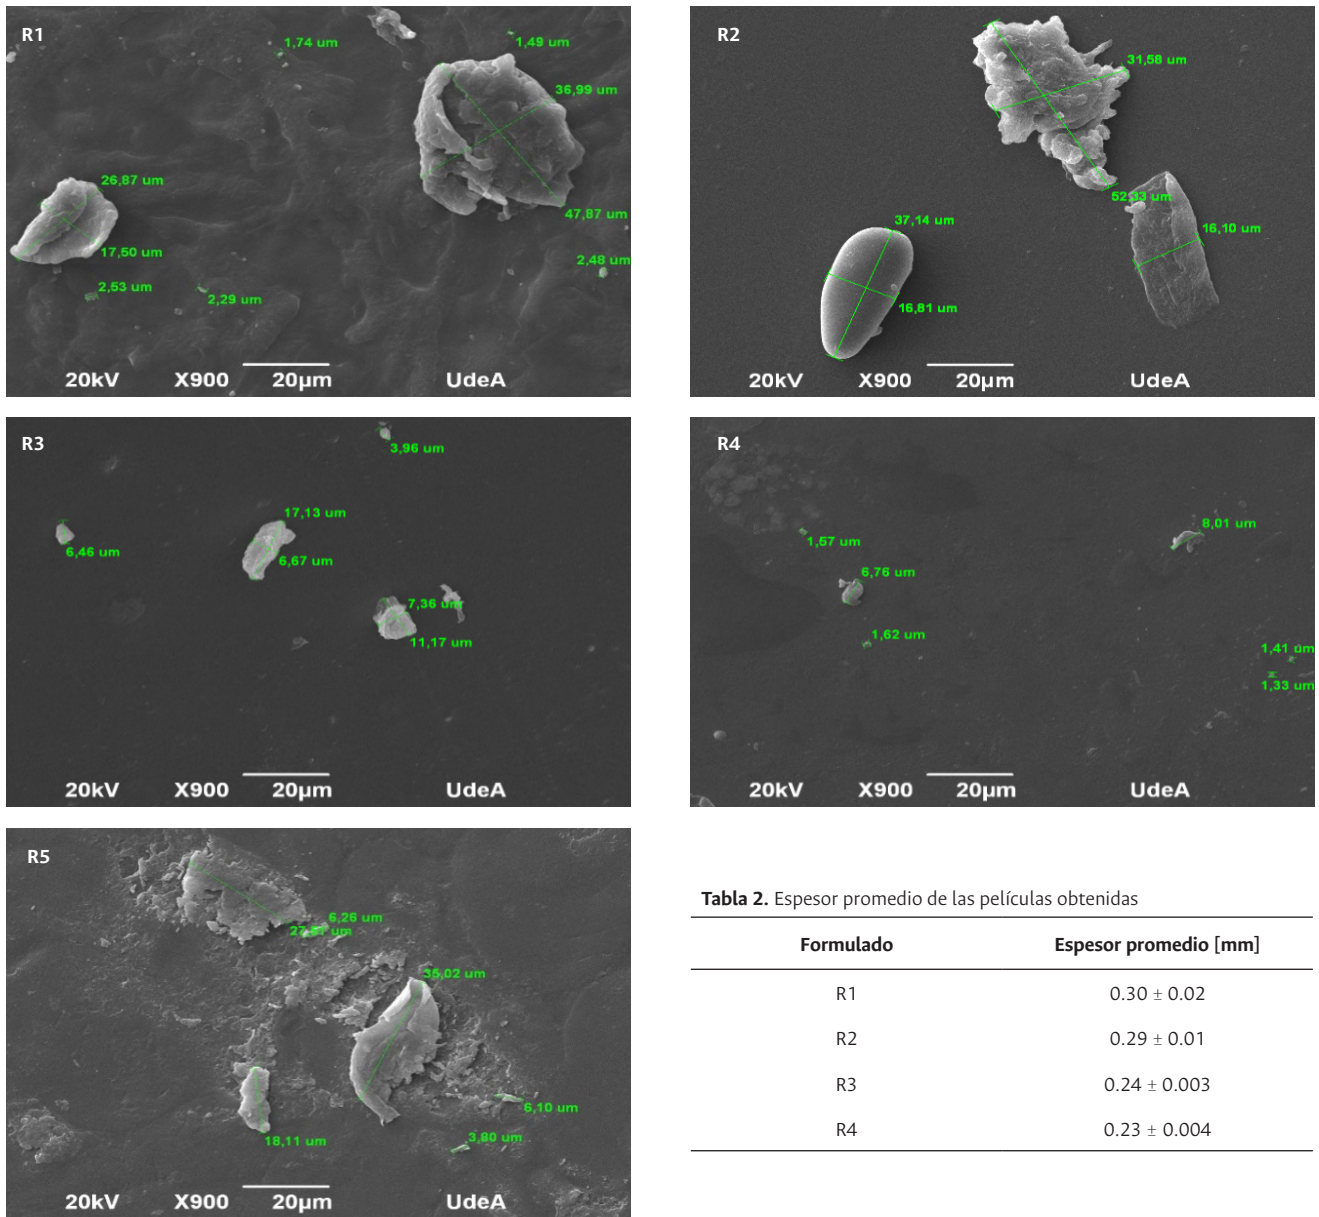 R1
1,74 um
1,49 um
36,99 um
26,87 um
47,87 um
17,50 um
2,48 um
2,53 um
2,29 um
20kV X900 20µm UdeA
R2
31,58 um
52,33 um
37,14 um
16,10 um
16,81 um
20kV X900 20µm UdeA
R3
3,96 um
17,13 um
6,46 um
6,67 um
7,36 um
11,17 um
20kV X900 20µm UdeA
R4
8,01 um
1,57 um
6,76 um
1,62 um
1,41 um
1,33 um
20kV X900 20µm UdeA
R5
6,26 um
um
35,02 um
6,10 um
3,80 um
18,11 um
20kV X900 20µm UdeA
Tabla 2. Espesor promedio de las películas obtenidas
Formulado Espesor promedio [mm]
R1 0.30 ± 0.02
R2 0.29 ± 0.01
R3 0.24 ± 0.003
R4 0.23 ± 0.004